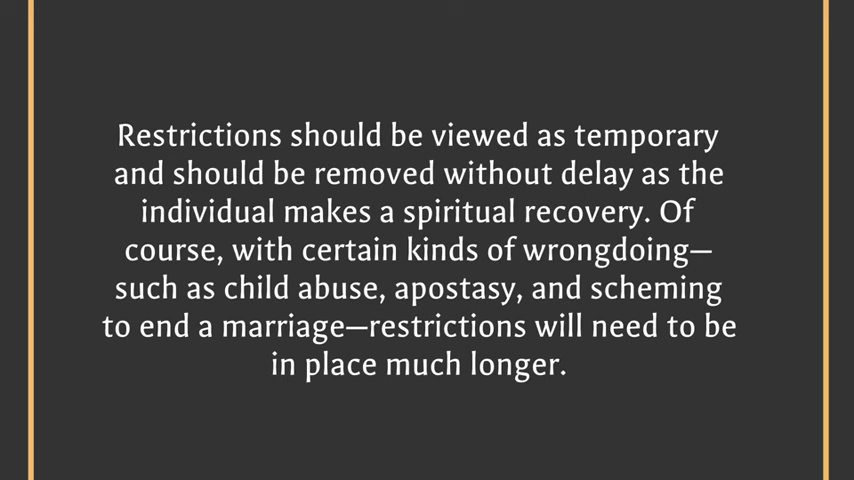 Restrictions should be viewed as temporary
and should be removed without delay as the
individual makes a spiritual recovery. Of
course, with certain kinds of wrongdoing—
such as child abuse, apostasy, and scheming
to end a marriage—restrictions will need to be
in place much longer.